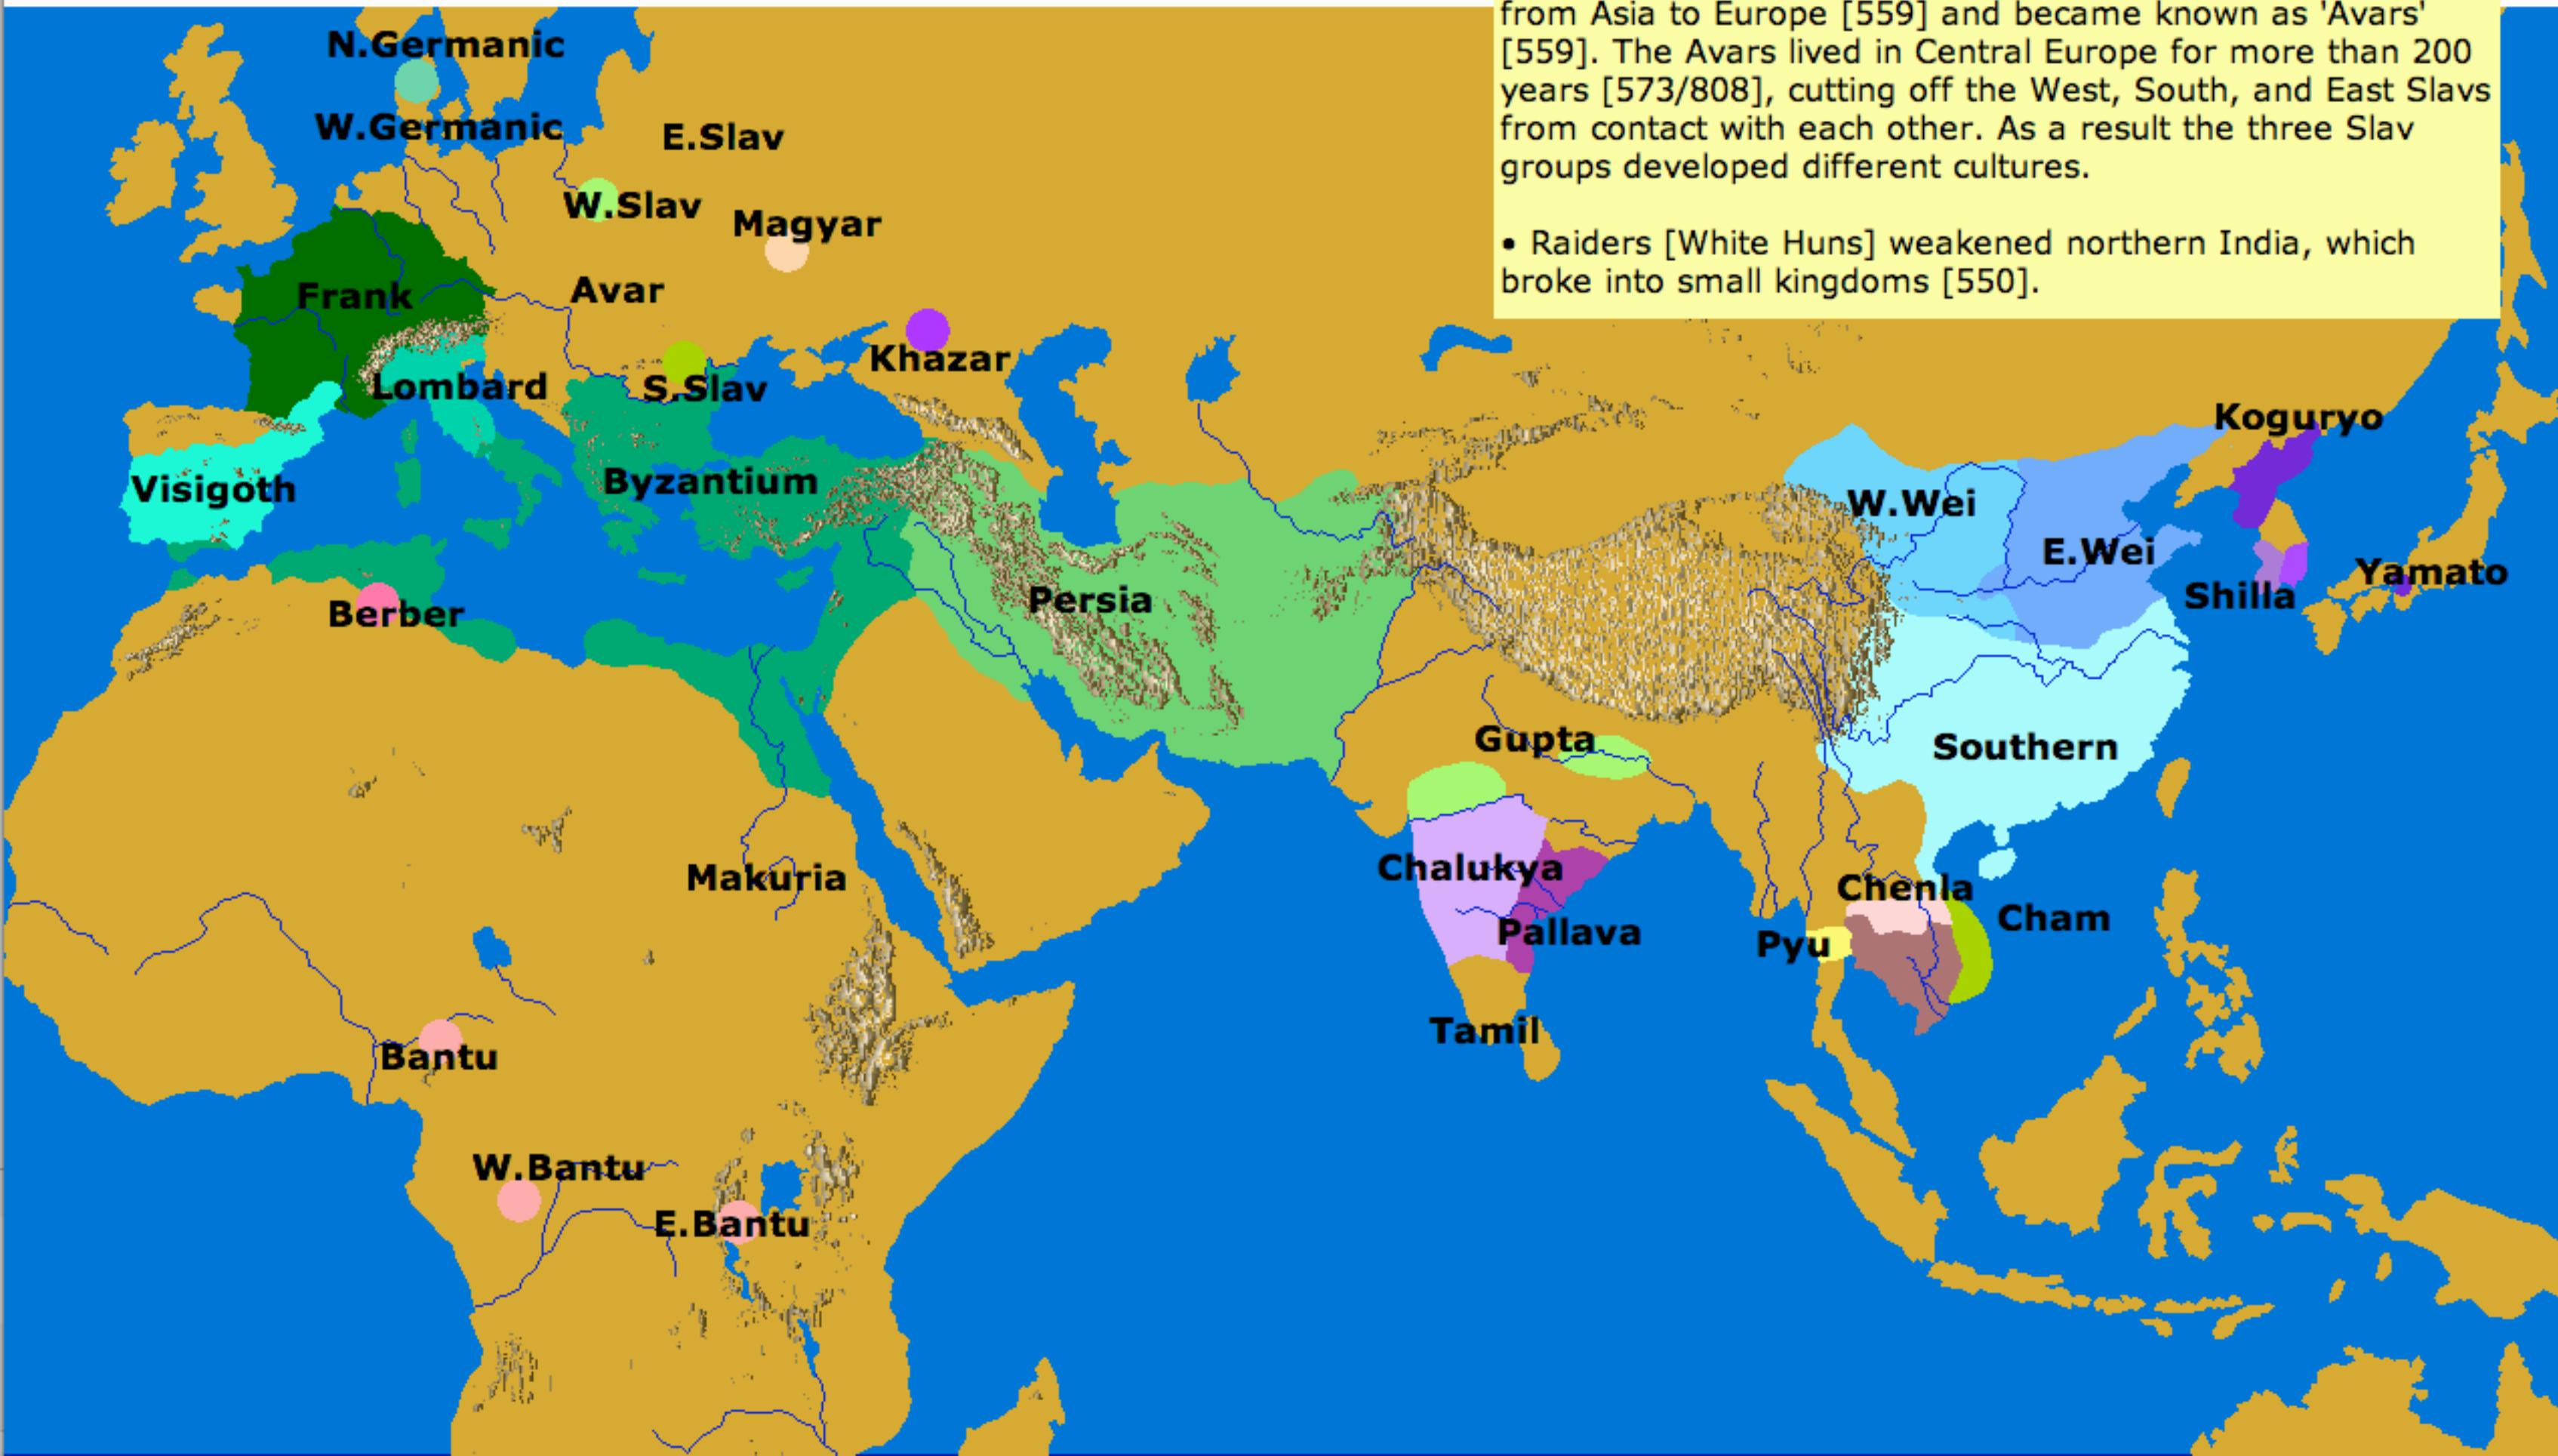 from Asia to Europe [559] and became known as 'Avars'
[559]. The Avars lived in Central Europe for more than 200
years [573/808], cutting off the West, South, and East Slavs
from contact with each other. As a result the three Slav
groups developed different cultures.
• Raiders [White Huns] weakened northern India, which
broke into small kingdoms [550].
N.Germanic
W.Germanic
E.Slav
W.Slav
Magyar
Frank
Avar
Khazar
Lombard
S.Slav
Koguryo
Visigoth
Byzantium
W.Wei
E.Wei
Yamato
Persia
Shilla
Berber
Gupta
Southern
Makuria
Chalukya
Chenla
Cham
Pallava
Pyu
Tamil
Bantu
W.Bantu
E.Bantu